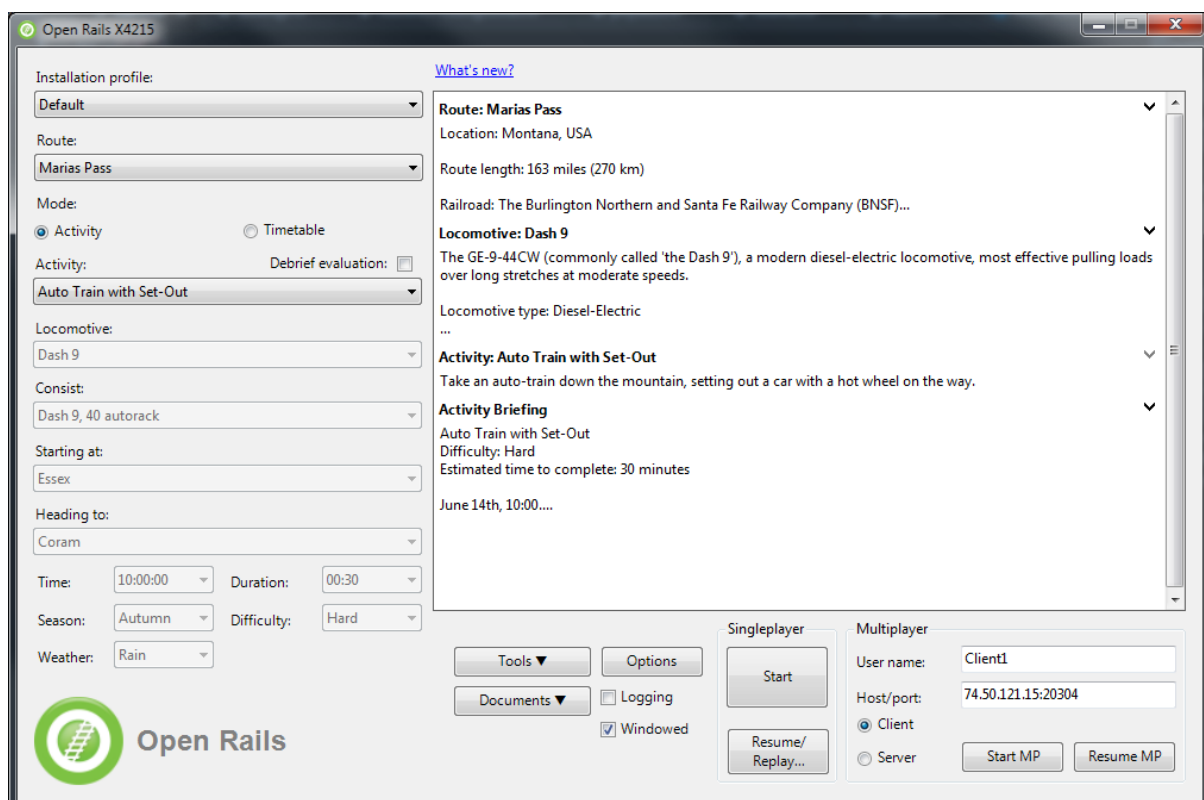 Open Rails X4215
Installation profile:
Default
Route:
Marias Pass
Mode:
Activity
Timetable
Activity:
Debrief evaluation:
Auto Train with Set-Out
Locomotive:
Dash 9
Consist:
Dash 9, 40 autorack
Starting at:
Essex
Heading to:
Coram
Time:
10:00:00
Duration:
00:30
Season:
Autumn
Difficulty:
Hard
Weather:
Rain
Open Rails
What's new?
Route: Marias Pass
Location: Montana, USA
Route length: 163 miles (270 km)
Railroad: The Burlington Northern and Santa Fe Railway Company (BNSF)...
Locomotive: Dash 9
The GE-9-44CW (commonly called 'the Dash 9'), a modern diesel-electric locomotive, most effective pulling loads
over long stretches at moderate speeds.
Locomotive type: Diesel-Electric
...
Activity: Auto Train with Set-Out
Take an auto-train down the mountain, setting out a car with a hot wheel on the way.
Activity Briefing
Auto Train with Set-Out
Difficulty: Hard
Estimated time to complete: 30 minutes
June 14th, 10:00....
Tools ▼
Options
Documents ▼
Logging
Windowed
Singleplayer
Start
Resume/
Replay...
Multiplayer
User name:
Client1
Host/port:
74.50.121.15:20304
Client
Server
Start MP
Resume MP